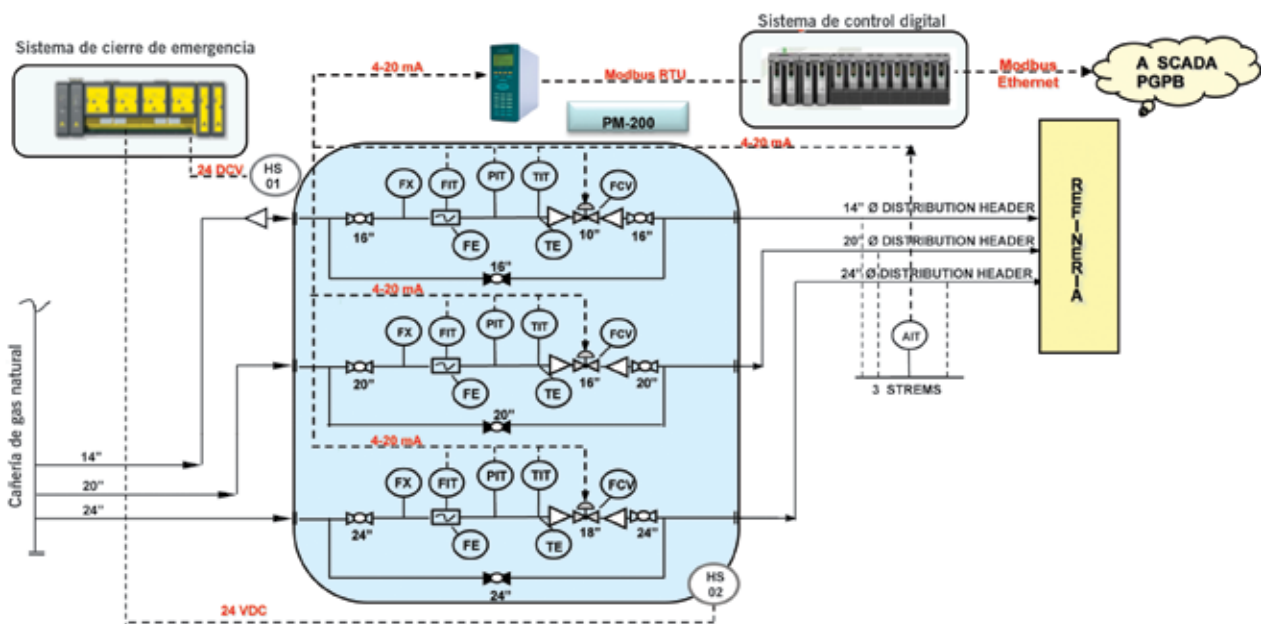 Sistema de cierre de emergencia
Sistema de control digital
4-20 mA
Modbus RTU
Modbus
Ethernet
A SCADA
PGPB
PM-200
4-20 mA
24 DCV
HS
01
FX
FIT
PIT
TIT
FCV
16"
FE
10"
TE
16"
16"
14" Ø DISTRIBUTION HEADER
20" Ø DISTRIBUTION HEADER
24" Ø DISTRIBUTION HEADER
REFINERIA
4-20 mA
FX
FIT
PIT
TIT
FCV
20"
FE
16"
TE
20"
20"
AIT
3 STREMS
Cañería de gas natural
14"
20"
24"
4-20 mA
FX
FIT
PIT
TIT
FCV
24"
FE
18"
TE
24"
24"
HS
02
24 VDC